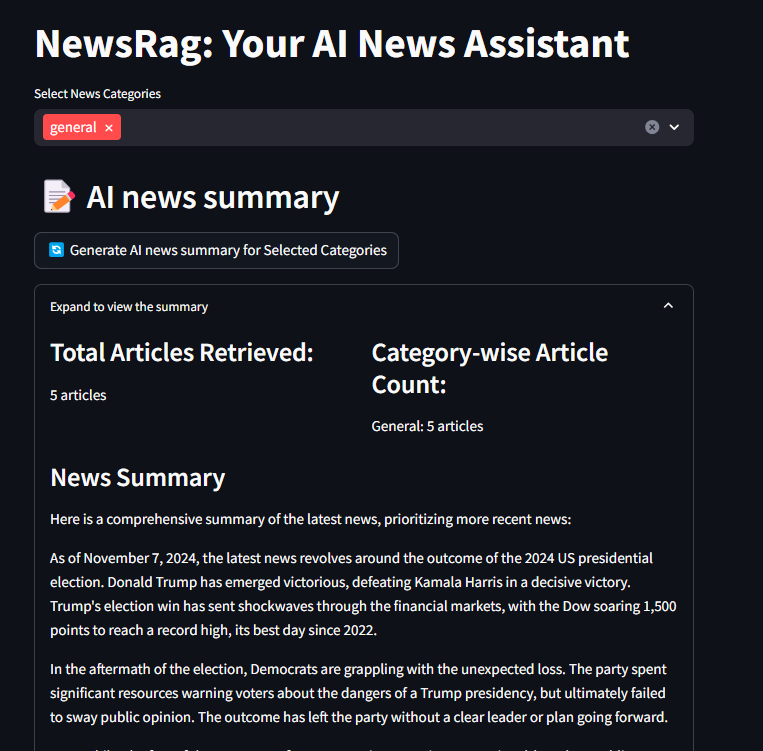 NewsRag: Your AI News Assistant
Select News Categories
general ×
AI news summary
Generate AI news summary for Selected Categories
Expand to view the summary
Total Articles Retrieved:
5 articles
Category-wise Article
Count:
General: 5 articles
News Summary
Here is a comprehensive summary of the latest news, prioritizing more recent news:
As of November 7, 2024, the latest news revolves around the outcome of the 2024 US presidential
election. Donald Trump has emerged victorious, defeating Kamala Harris in a decisive victory.
Trump's election win has sent shockwaves through the financial markets, with the Dow soaring 1,500
points to reach a record high, its best day since 2022.
In the aftermath of the election, Democrats are grappling with the unexpected loss. The party spent
significant resources warning voters about the dangers of a Trump presidency, but ultimately failed
to sway public opinion. The outcome has left the party without a clear leader or plan going forward.